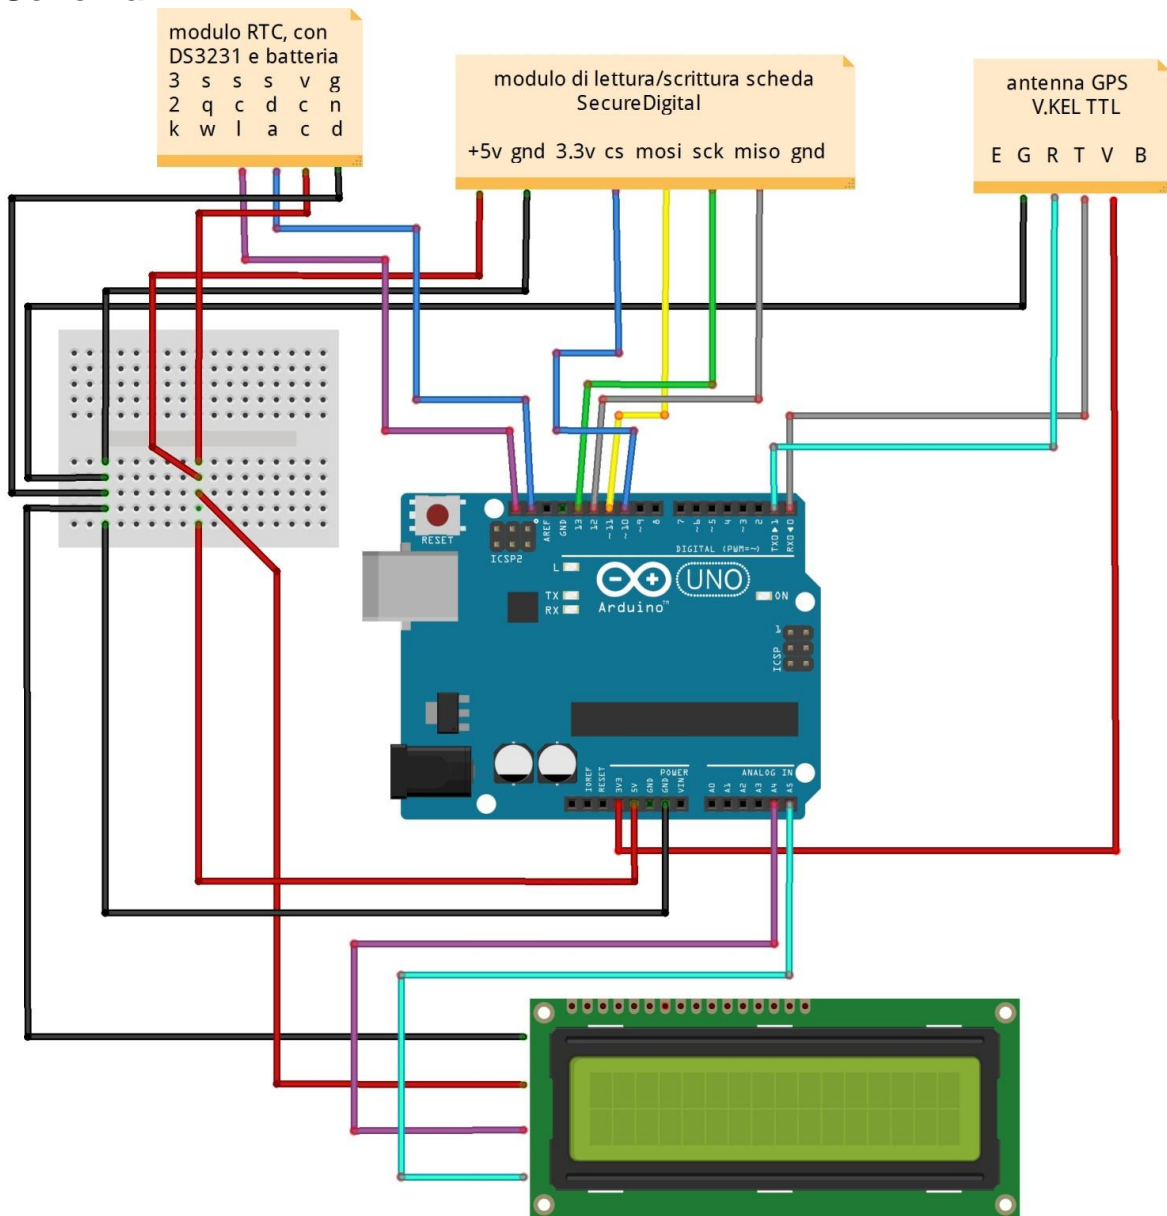 modulo RTC, con
DS3231 e batteria
3 s s s v g
2 q c d c n
k w l a c d
modulo di lettura/scrittura scheda
SecureDigital
+5v gnd 3.3v cs mosi sck miso gnd
antenna GPS
V.KEL TTL
E G R T V B
RESET
ICSP2
AREF
GND
13
12
~11
~10
~9
8
7
~6
~5
4
~3
2
TXD▸1
RXD◂0
DIGITAL (PWM=~)
L
TX
RX
Arduino™
UNO
ON
1
ICSP
IOREF
RESET
3V3
5V
GND
GND
VIN
POWER
ANALOG IN
A0
A1
A2
A3
A4
A5